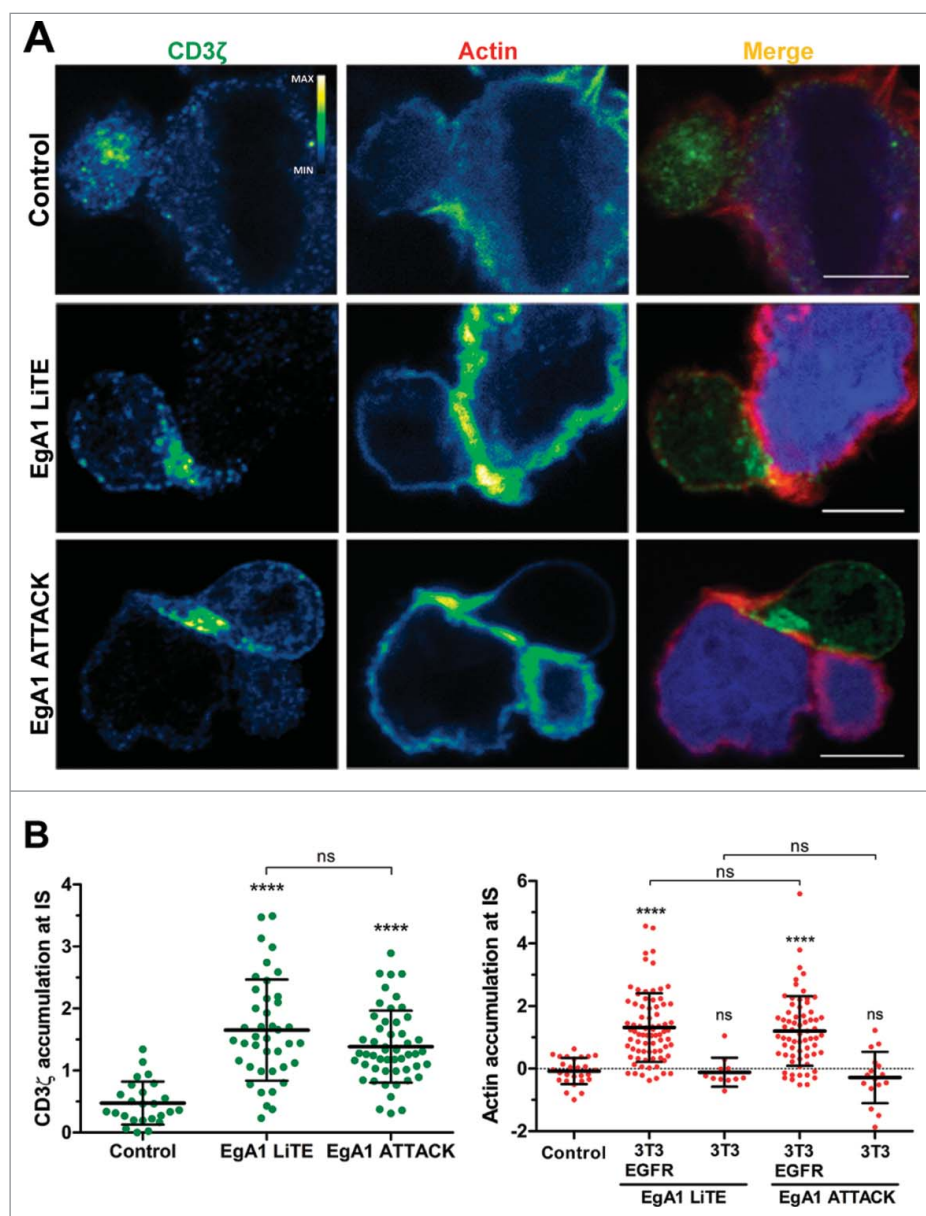 A
CD3ζ Actin Merge
Control
MAX
MIN
EgA1 LiTE
EgA1 ATTACK
B
CD3ζ accumulation at IS
4
3
2
1
0
ns
**** ****
Control EgA1 LiTE EgA1 ATTACK
Actin accumulation at IS
6
4
2
0
-2
ns
ns
**** ns **** ns
Control 3T3 EGFR 3T3 3T3 EGFR 3T3
EgA1 LiTE EgA1 ATTACK